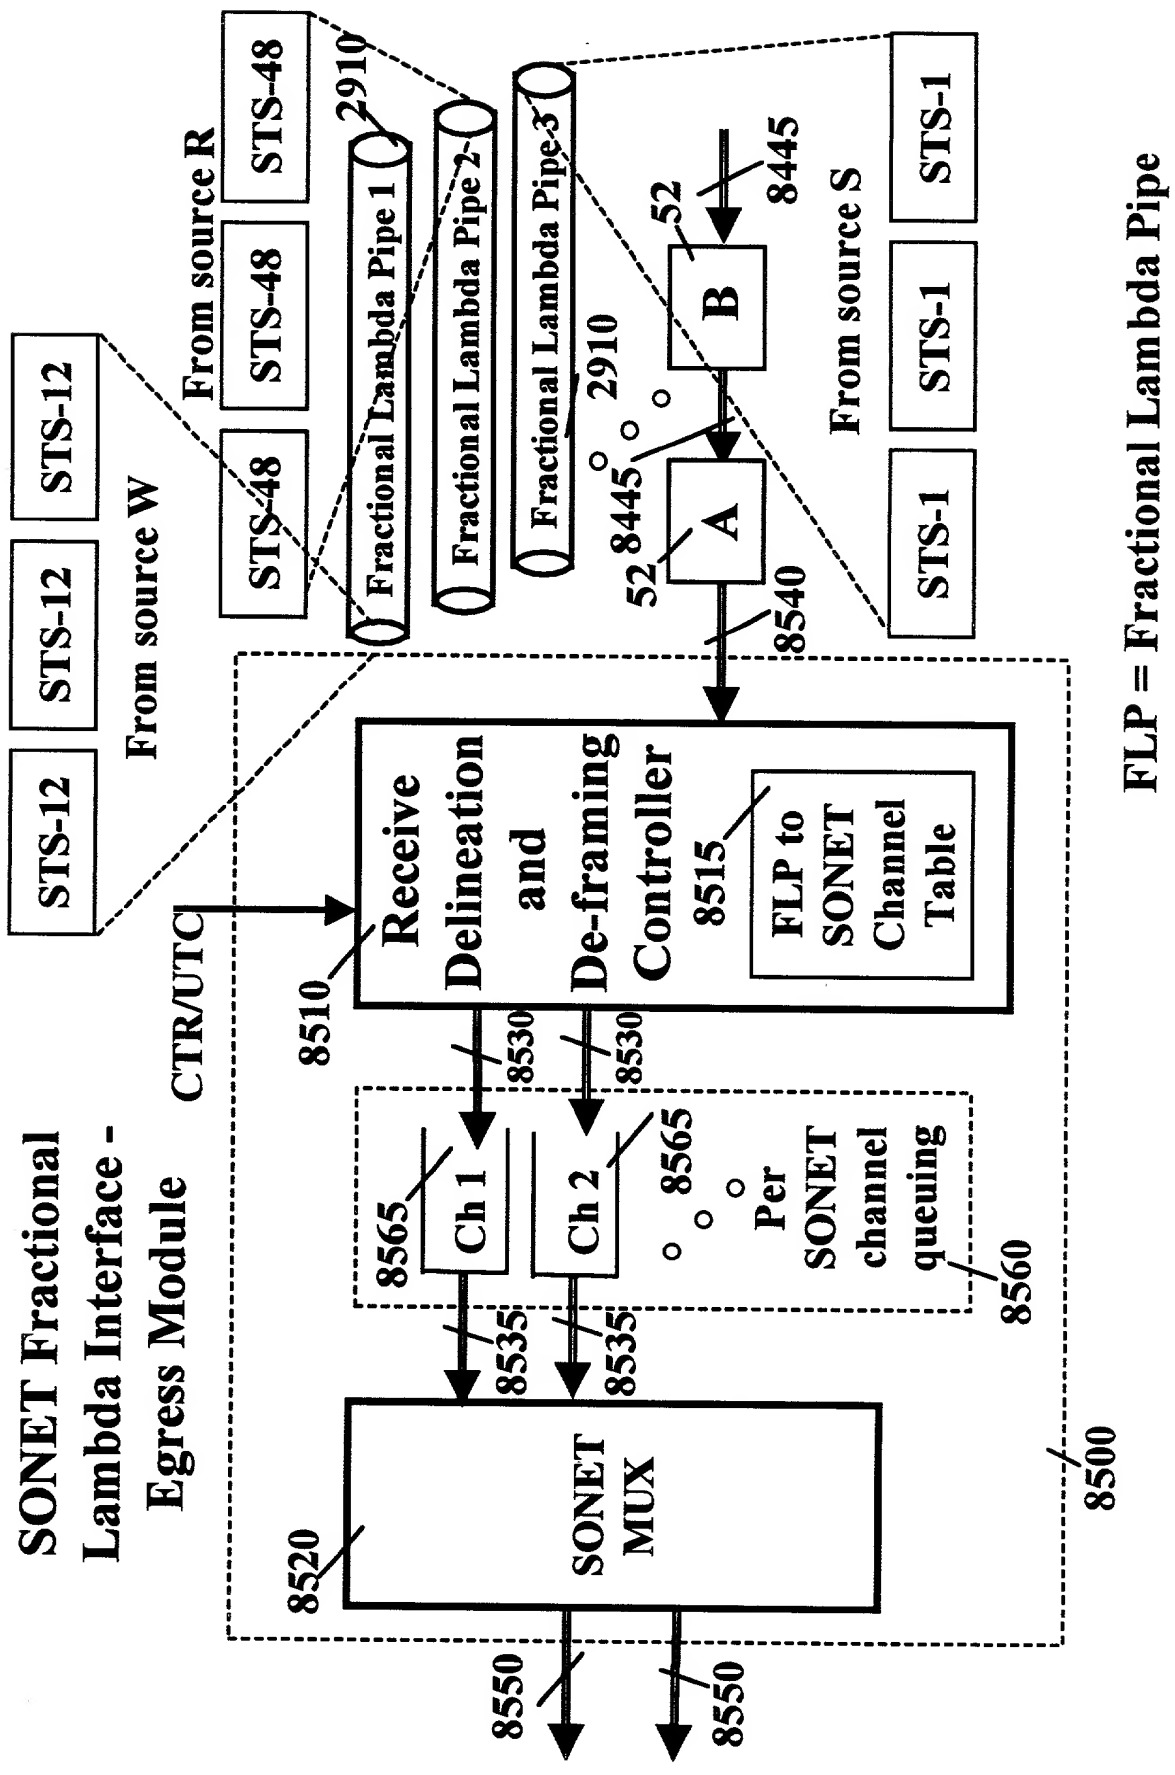 SONET Fractional
Lambda Interface -
Egress Module
STS-12
STS-12
STS-12
From source W
STS-48
STS-48
STS-48
From source R
2910
Fractional Lambda Pipe 1
Fractional Lambda Pipe 2
Fractional Lambda Pipe 3
2910
CTR/UTC
8510
Receive
Delineation
and
De-framing
Controller
8515
FLP to
SONET
Channel
Table
8520
SONET
MUX
8550
8550
8535
8535
8565
Ch 1
Ch 2
8565
Per
SONET
channel
queuing
8560
8530
8530
8540
52
A
8445
52
B
8445
From source S
STS-1
STS-1
STS-1
8500
FLP = Fractional Lambda Pipe